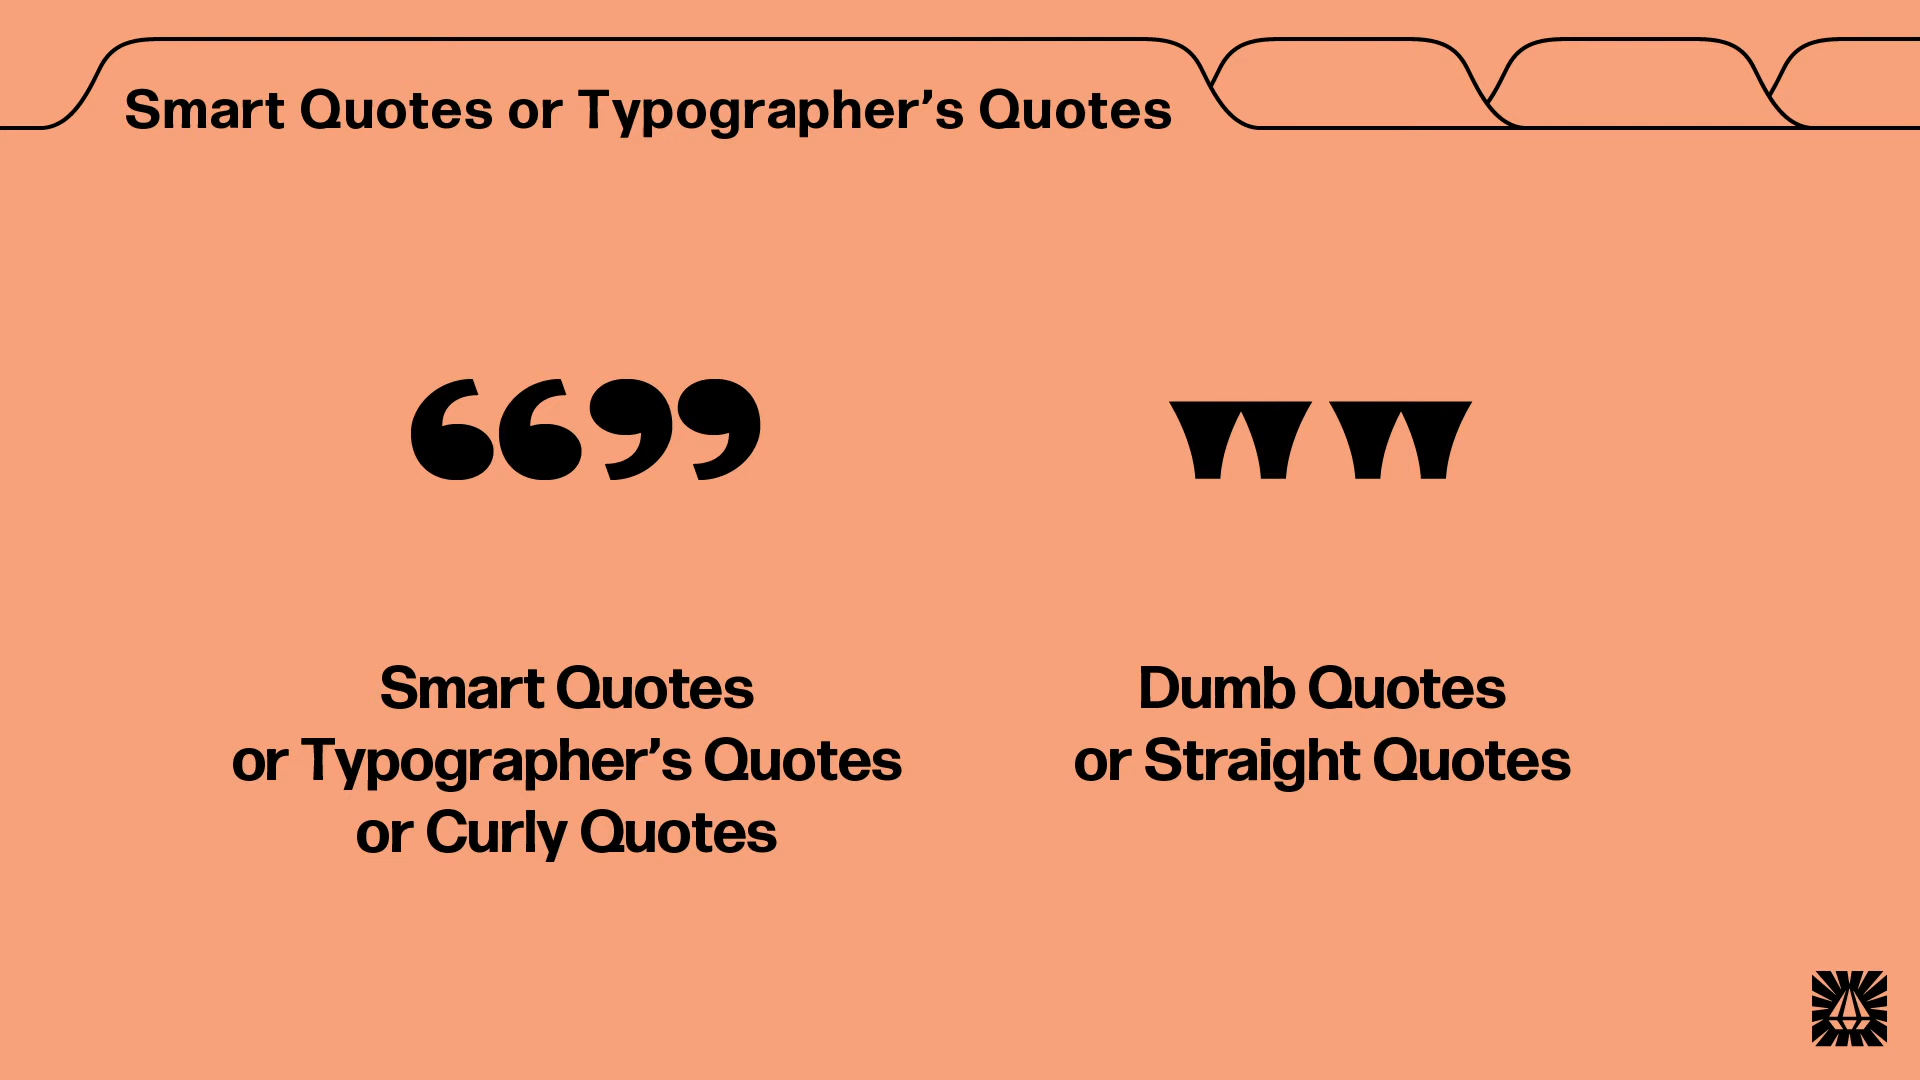 Smart Quotes or Typographer’s Quotes
“” ""
Smart Quotes
or Typographer’s Quotes
or Curly Quotes
Dumb Quotes
or Straight Quotes